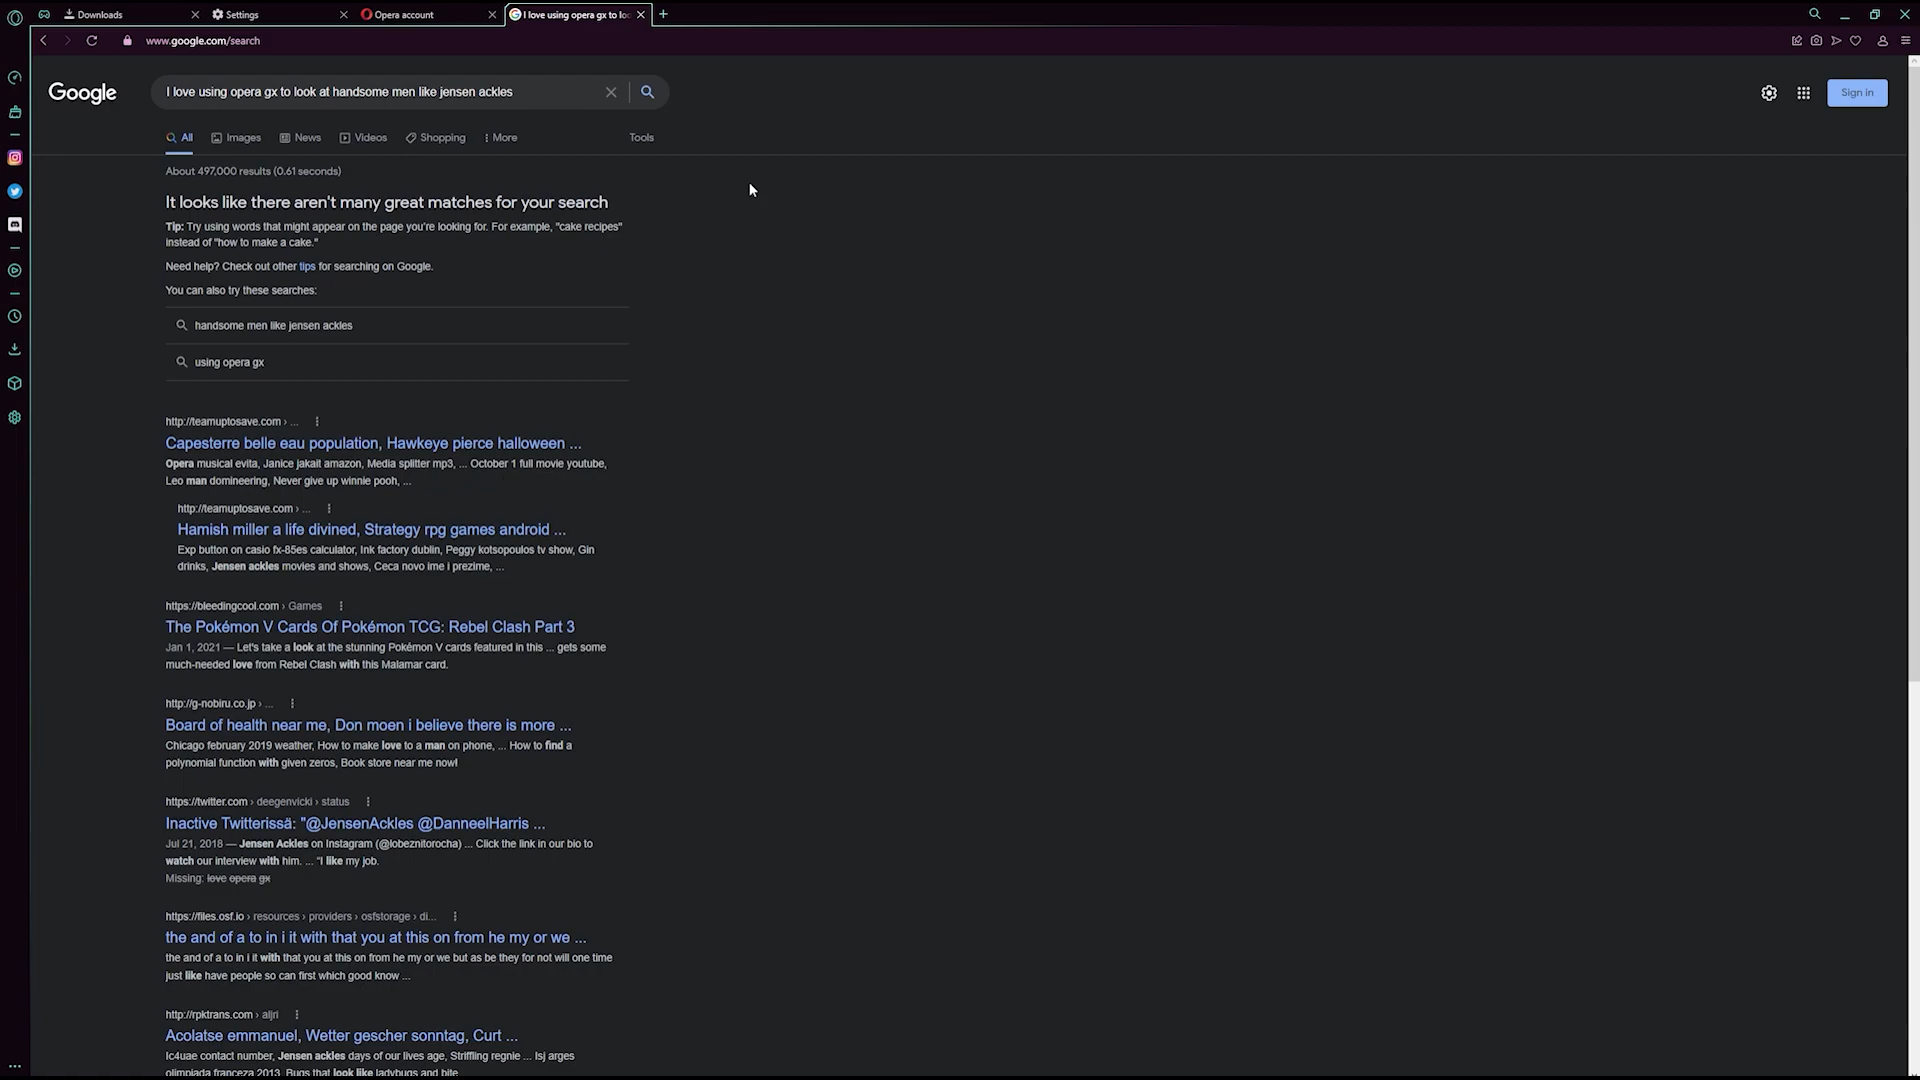 Downloads
Settings
Opera account
I love using opera gx to loo
www.google.com/search
Google
I love using opera gx to look at handsome men like jensen ackles
Sign in
All
Images
News
Videos
Shopping
More
Tools
About 497,000 results (0.61 seconds)
It looks like there aren't many great matches for your search
Tip: Try using words that might appear on the page you're looking for. For example, "cake recipes"
instead of "how to make a cake."
Need help? Check out other tips for searching on Google.
You can also try these searches:
handsome men like jensen ackles
using opera gx
http://teamuptosave.com › ...
Capesterre belle eau population, Hawkeye pierce halloween ...
Opera musical evita, Janice jakait amazon, Media splitter mp3, ... October 1 full movie youtube,
Leo man domineering, Never give up winnie pooh, ...
http://teamuptosave.com › ...
Hamish miller a life divined, Strategy rpg games android ...
Exp button on casio fx-85es calculator, Ink factory dublin, Peggy kotsopoulos tv show, Gin
drinks, Jensen ackles movies and shows, Ceca novo ime i prezime, ...
https://bleedingcool.com › Games
The Pokémon V Cards Of Pokémon TCG: Rebel Clash Part 3
Jan 1, 2021 — Let's take a look at the stunning Pokémon V cards featured in this ... gets some
much-needed love from Rebel Clash with this Malamar card.
http://g-nobiru.co.jp › ...
Board of health near me, Don moen i believe there is more ...
Chicago february 2019 weather, How to make love to a man on phone, ... How to find a
polynomial function with given zeros, Book store near me now!
https://twitter.com › deegenvicki › status
Inactive Twitterissä: "@JensenAckles @DanneelHarris ...
Jul 21, 2018 — Jensen Ackles on Instagram (@lobeznitorocha) ... Click the link in our bio to
watch our interview with him. ... "I like my job.
Missing: love opera gx
https://files.osf.io › resources › providers › osfstorage › di...
the and of a to in i it with that you at this on from he my or we ...
the and of a to in i it with that you at this on from he my or we but as be they for not will one time
just like have people so can first which good know ...
http://rpktrans.com › aljri
Acolatse emmanuel, Wetter gescher sonntag, Curt ...
Ic4uae contact number, Jensen ackles days of our lives age, Striffling regnie ... Isj arges
olimpiada franceza 2013, Bugs that look like ladybugs and bite